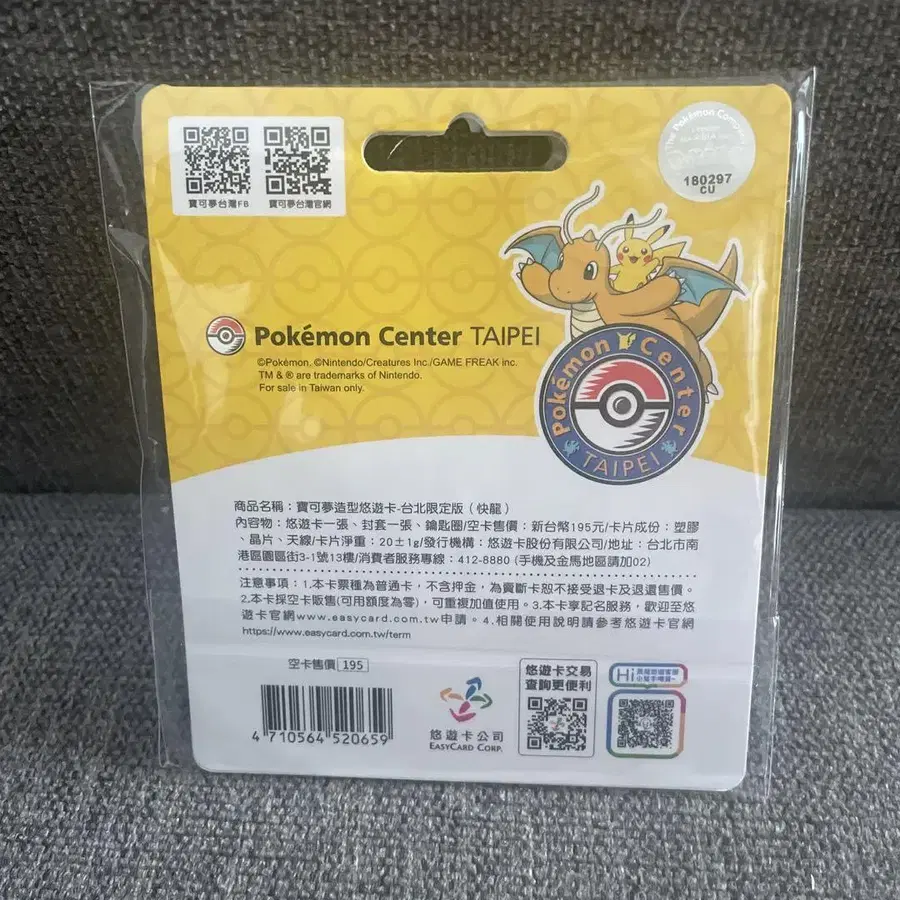 寶可夢台灣FB
寶可夢台灣官網
The Pokémon Company
180297
CU
Pokémon Center TAIPEI
©Pokémon. ©Nintendo/Creatures Inc./GAME FREAK inc.
TM & ® are trademarks of Nintendo.
For sale in Taiwan only.
Pokémon Center
TAIPEI
商品名稱：寶可夢造型悠遊卡-台北限定版（快龍）
內容物：悠遊卡一張、封套一張、鑰匙圈/空卡售價：新台幣195元/卡片成份：塑膠
、晶片、天線/卡片淨重：20±1g/發行機構：悠遊卡股份有限公司/地址：台北市南
港區園區街3-1號13樓/消費者服務專線：412-8880 (手機及金馬地區請加02)
注意事項：1.本卡票種為普通卡，不含押金，為賣斷卡恕不接受退卡及退還售價。
2.本卡採空卡販售(可用額度為零)，可重複加值使用。3.本卡享記名服務，歡迎至悠
遊卡官網www.easycard.com.tw申請。4.相關使用說明請參考悠遊卡官網
https://www.easycard.com.tw/term
空卡售價 195
4 710564 520659
悠遊卡公司
EASYCARD CORP.
悠遊卡交易
查詢更便利
Hi